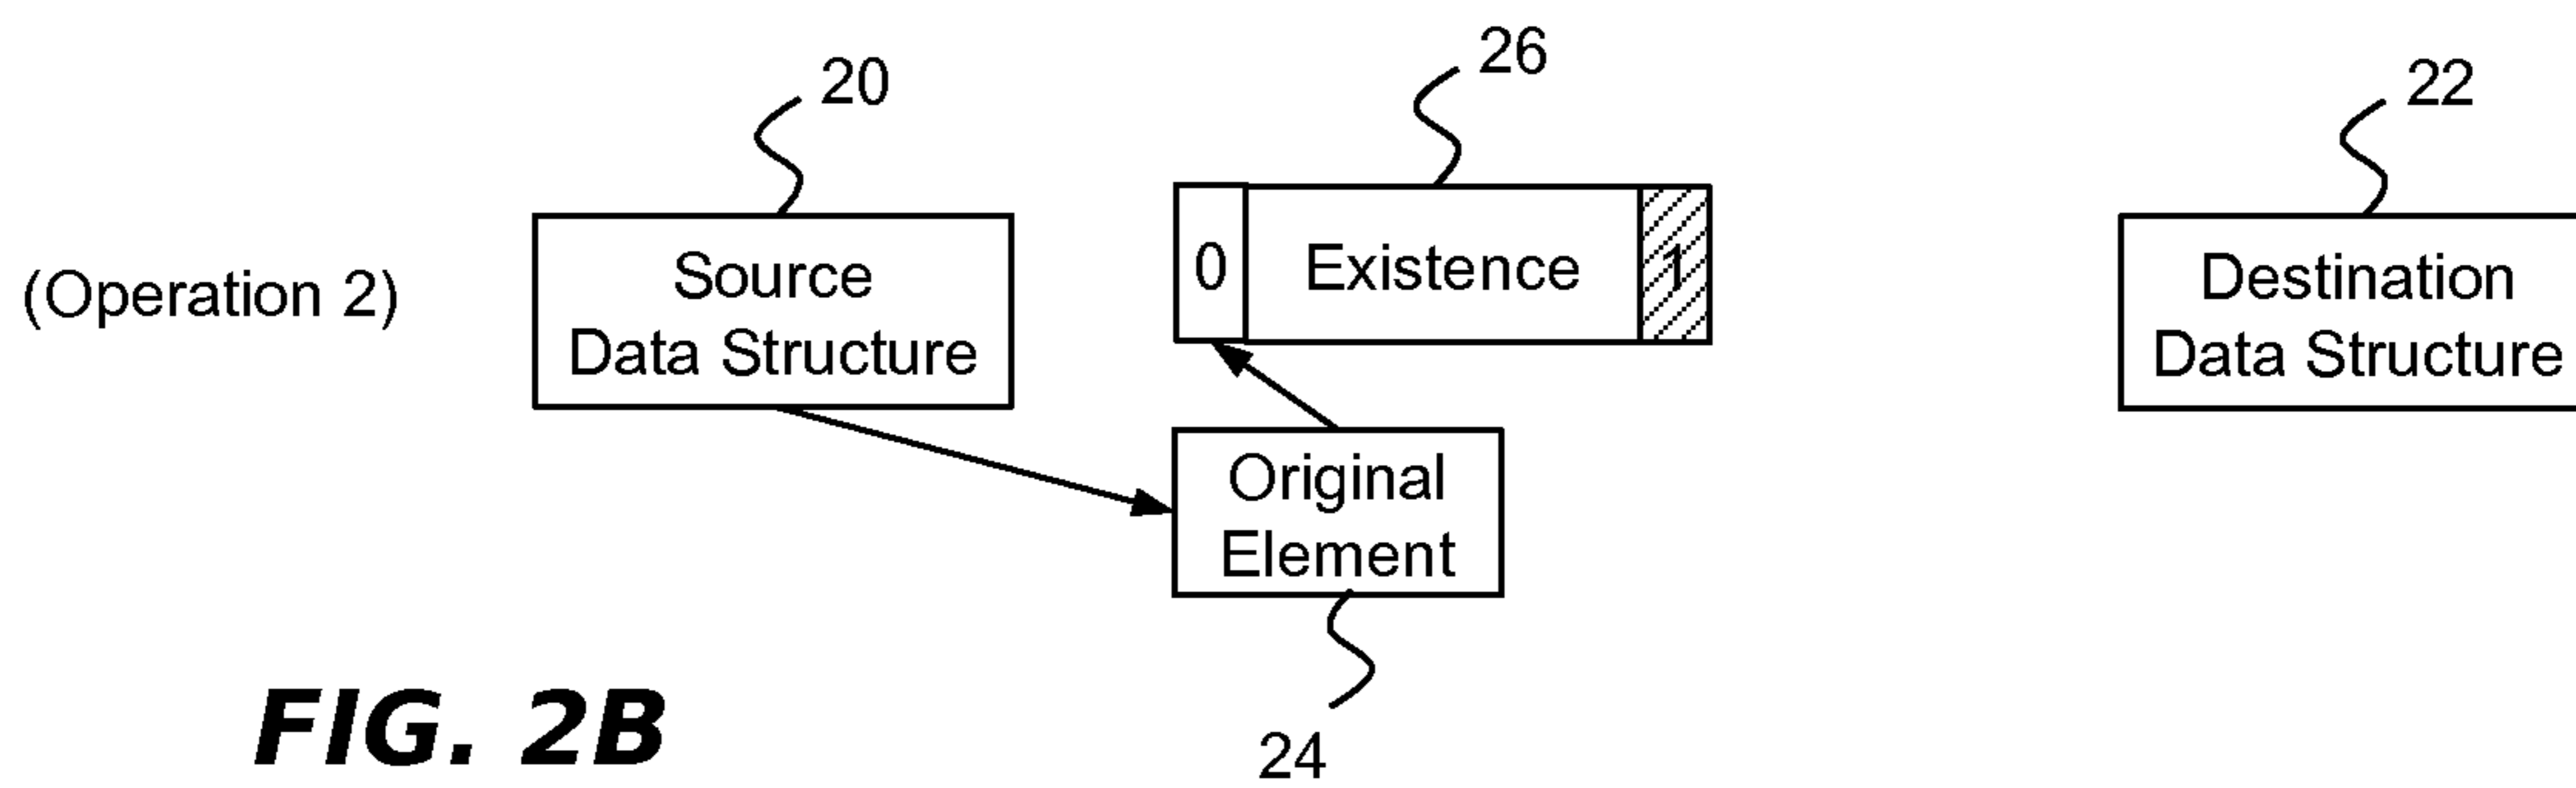 20
26
22
(Operation 2)
Source
Data Structure
0
Existence
1
Destination
Data Structure
Original
Element
24
FIG. 2B